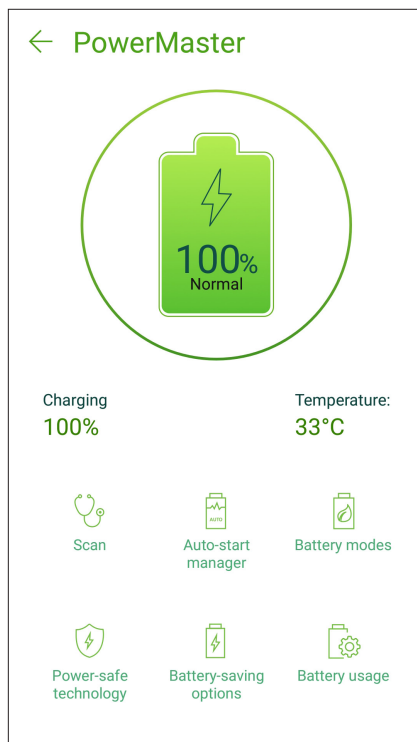 PowerMaster
100%
Normal
Charging
Temperature:
100%
33°C
AUTO
Scan
Auto-start
manager
Battery modes
Power-safe
technology
Battery-saving
options
Battery usage